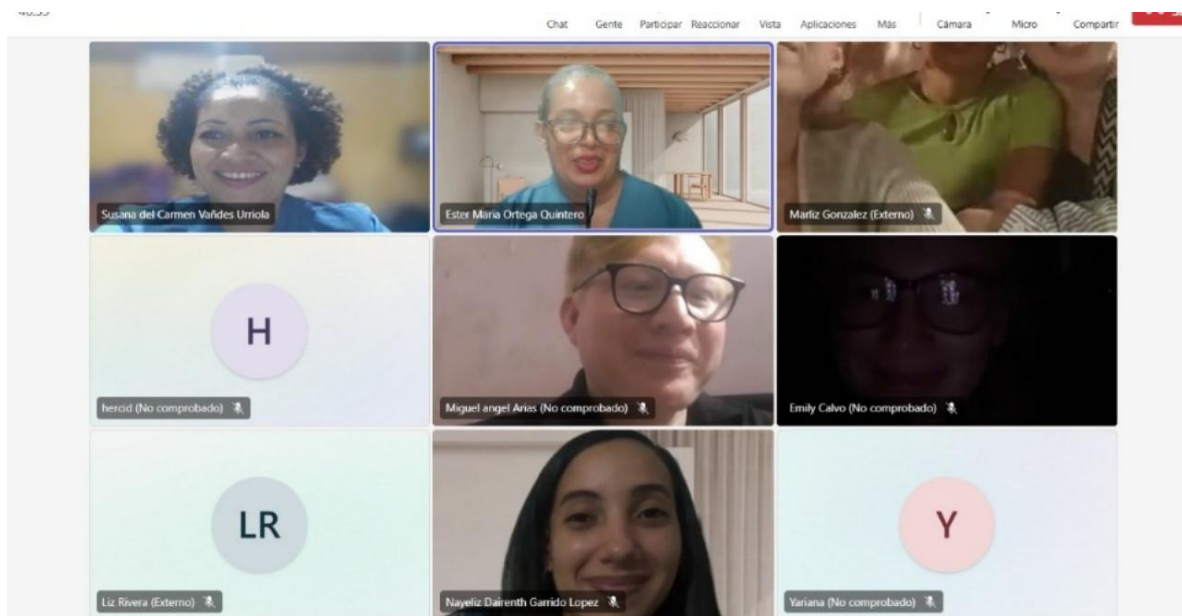 Chat Gente Participar Reaccionar Vista Aplicaciones Más Cámara Micro Compartir
Susana del Carmen Vañdes Urriola
Ester Maria Ortega Quintero
Marliz Gonzalez (Externo)
H
hercid (No comprobado)
Miguel angel Arias (No comprobado)
Emily Calvo (No comprobado)
LR
Liz Rivera (Externo)
Nayeliz Dairenth Garrido Lopez
Y
Yariana (No comprobado)